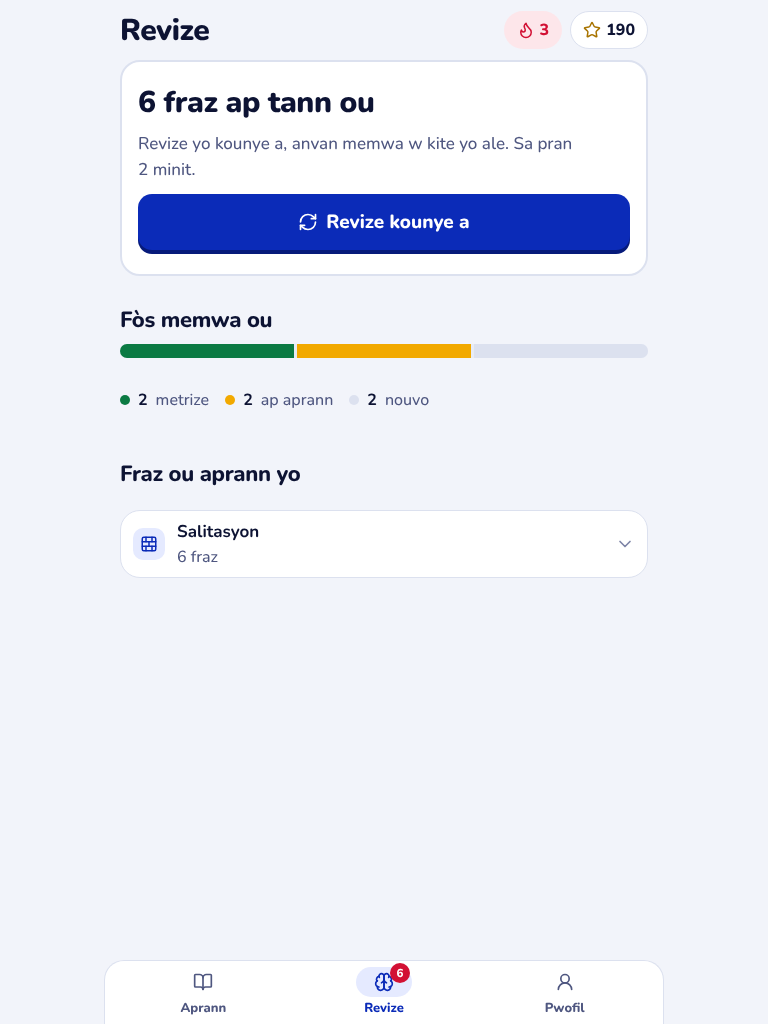 Revize
3
190
6 fraz ap tann ou
Revize yo kounye a, anvan memwa w kite yo ale. Sa pran
2 minit.
Revize kounye a
Fòs memwa ou
2 metrize 2 ap aprann 2 nouvo
Fraz ou aprann yo
Salitasyon
6 fraz
6
Aprann
Revize
Pwofil